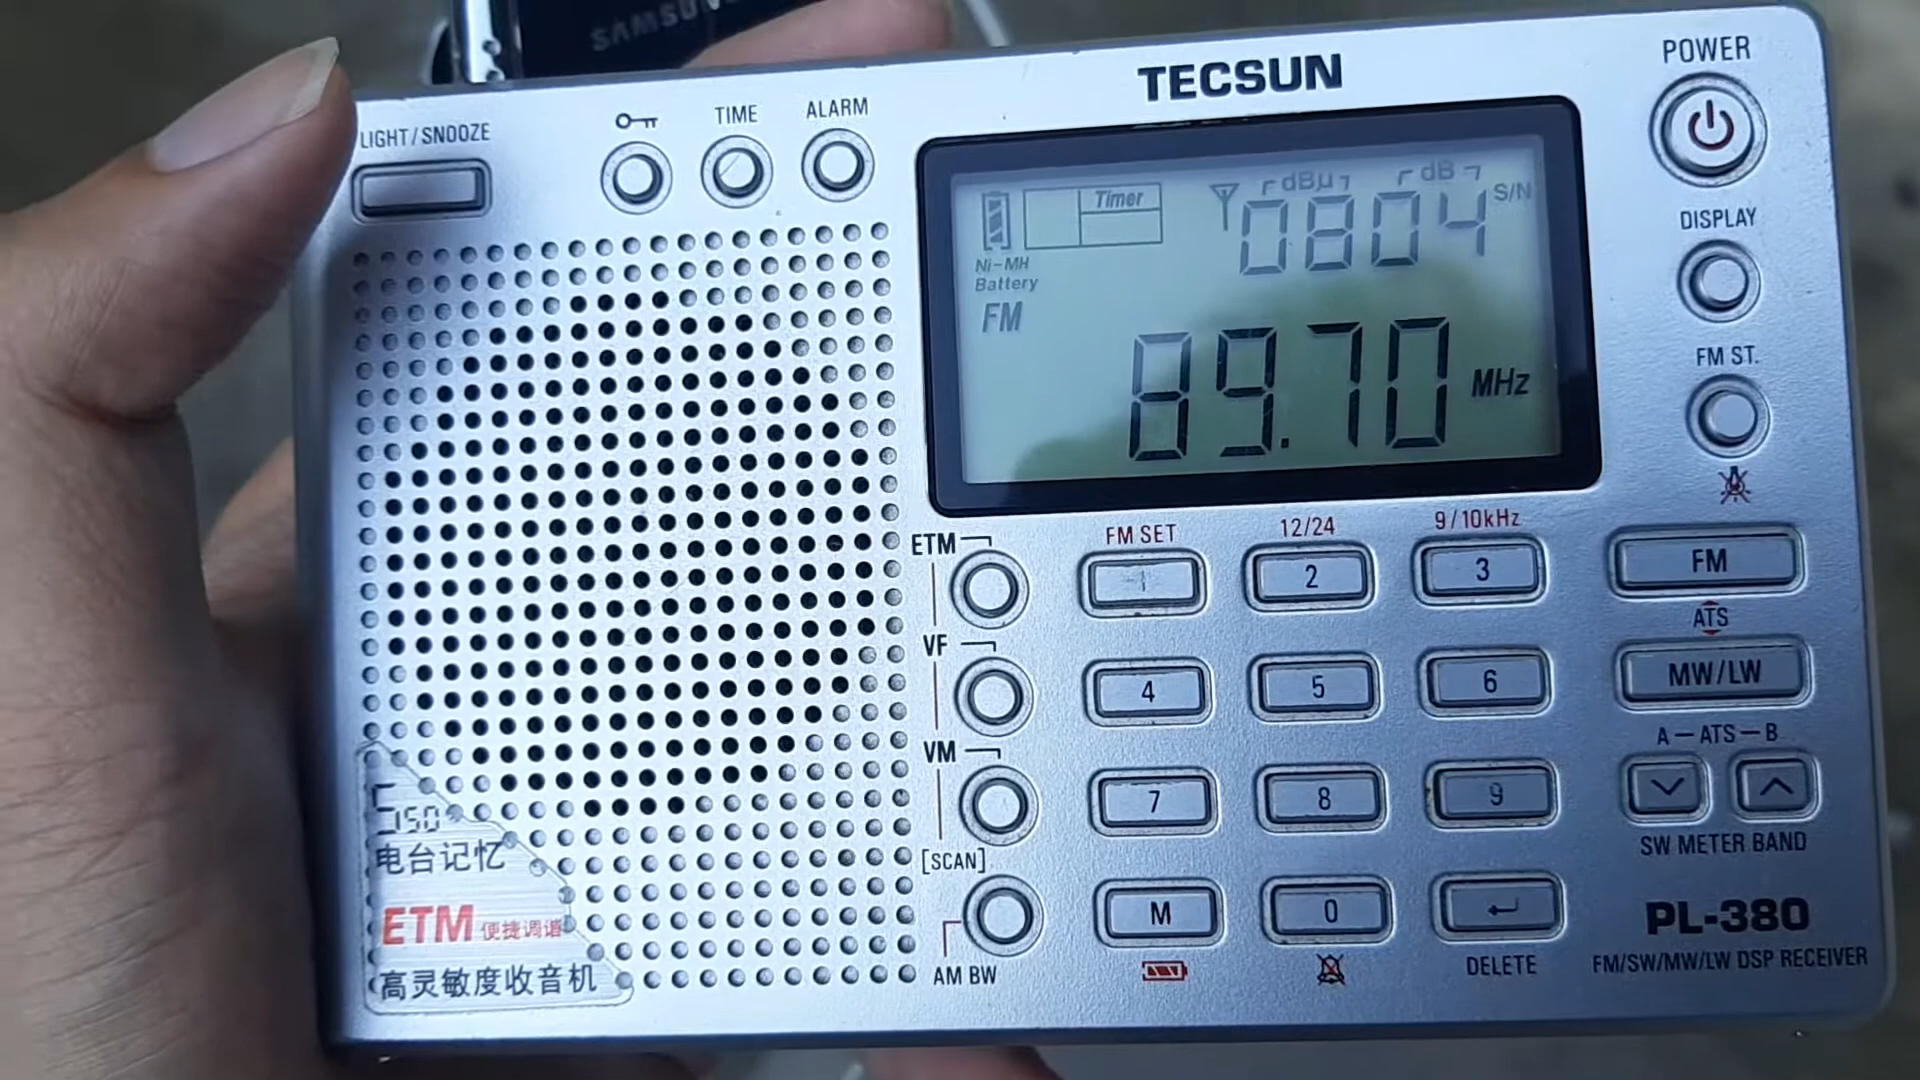 SAMSUNG
TECSUN
POWER
LIGHT/SNOOZE
TIME
ALARM
Timer
dBµ
dB
0804
S/N
Ni-MH
Battery
FM
89.70 MHz
DISPLAY
FM ST.
ETM
FM SET
12/24
9/10kHz
1
2
3
FM
ATS
VF
4
5
6
MW/LW
VM
A-ATS-B
7
8
9
SW METER BAND
[SCAN]
M
0
PL-380
AM BW
DELETE
FM/SW/MW/LW DSP RECEIVER
550
电台记忆
ETM 便捷调谐
高灵敏度收音机